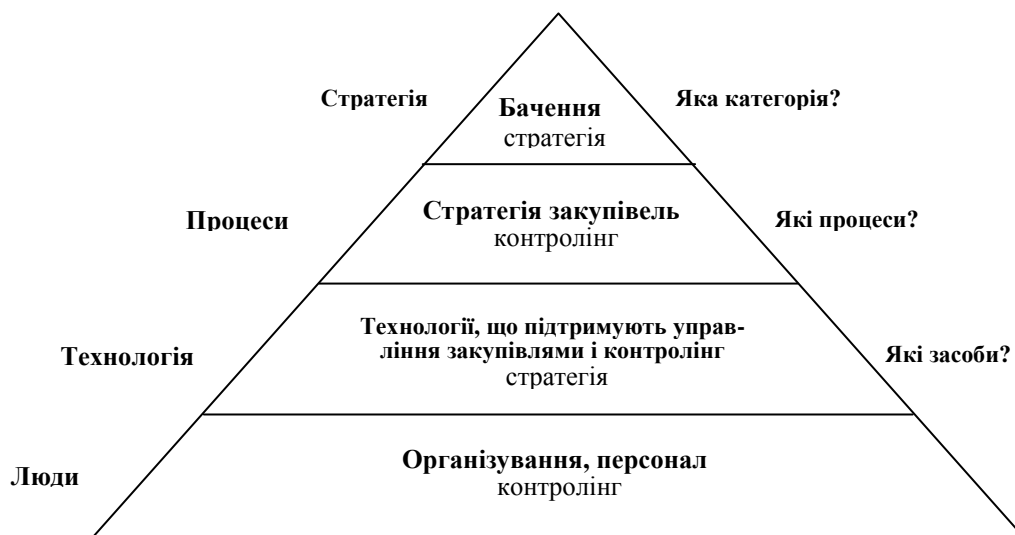 Стратегія
Бачення
стратегія
Яка категорія?
Процеси
Стратегія закупівель
контролінг
Які процеси?
Технологія
Технології, що підтримують управ-
ління закупівлями і контролінг
стратегія
Які засоби?
Люди
Організування, персонал
контролінг